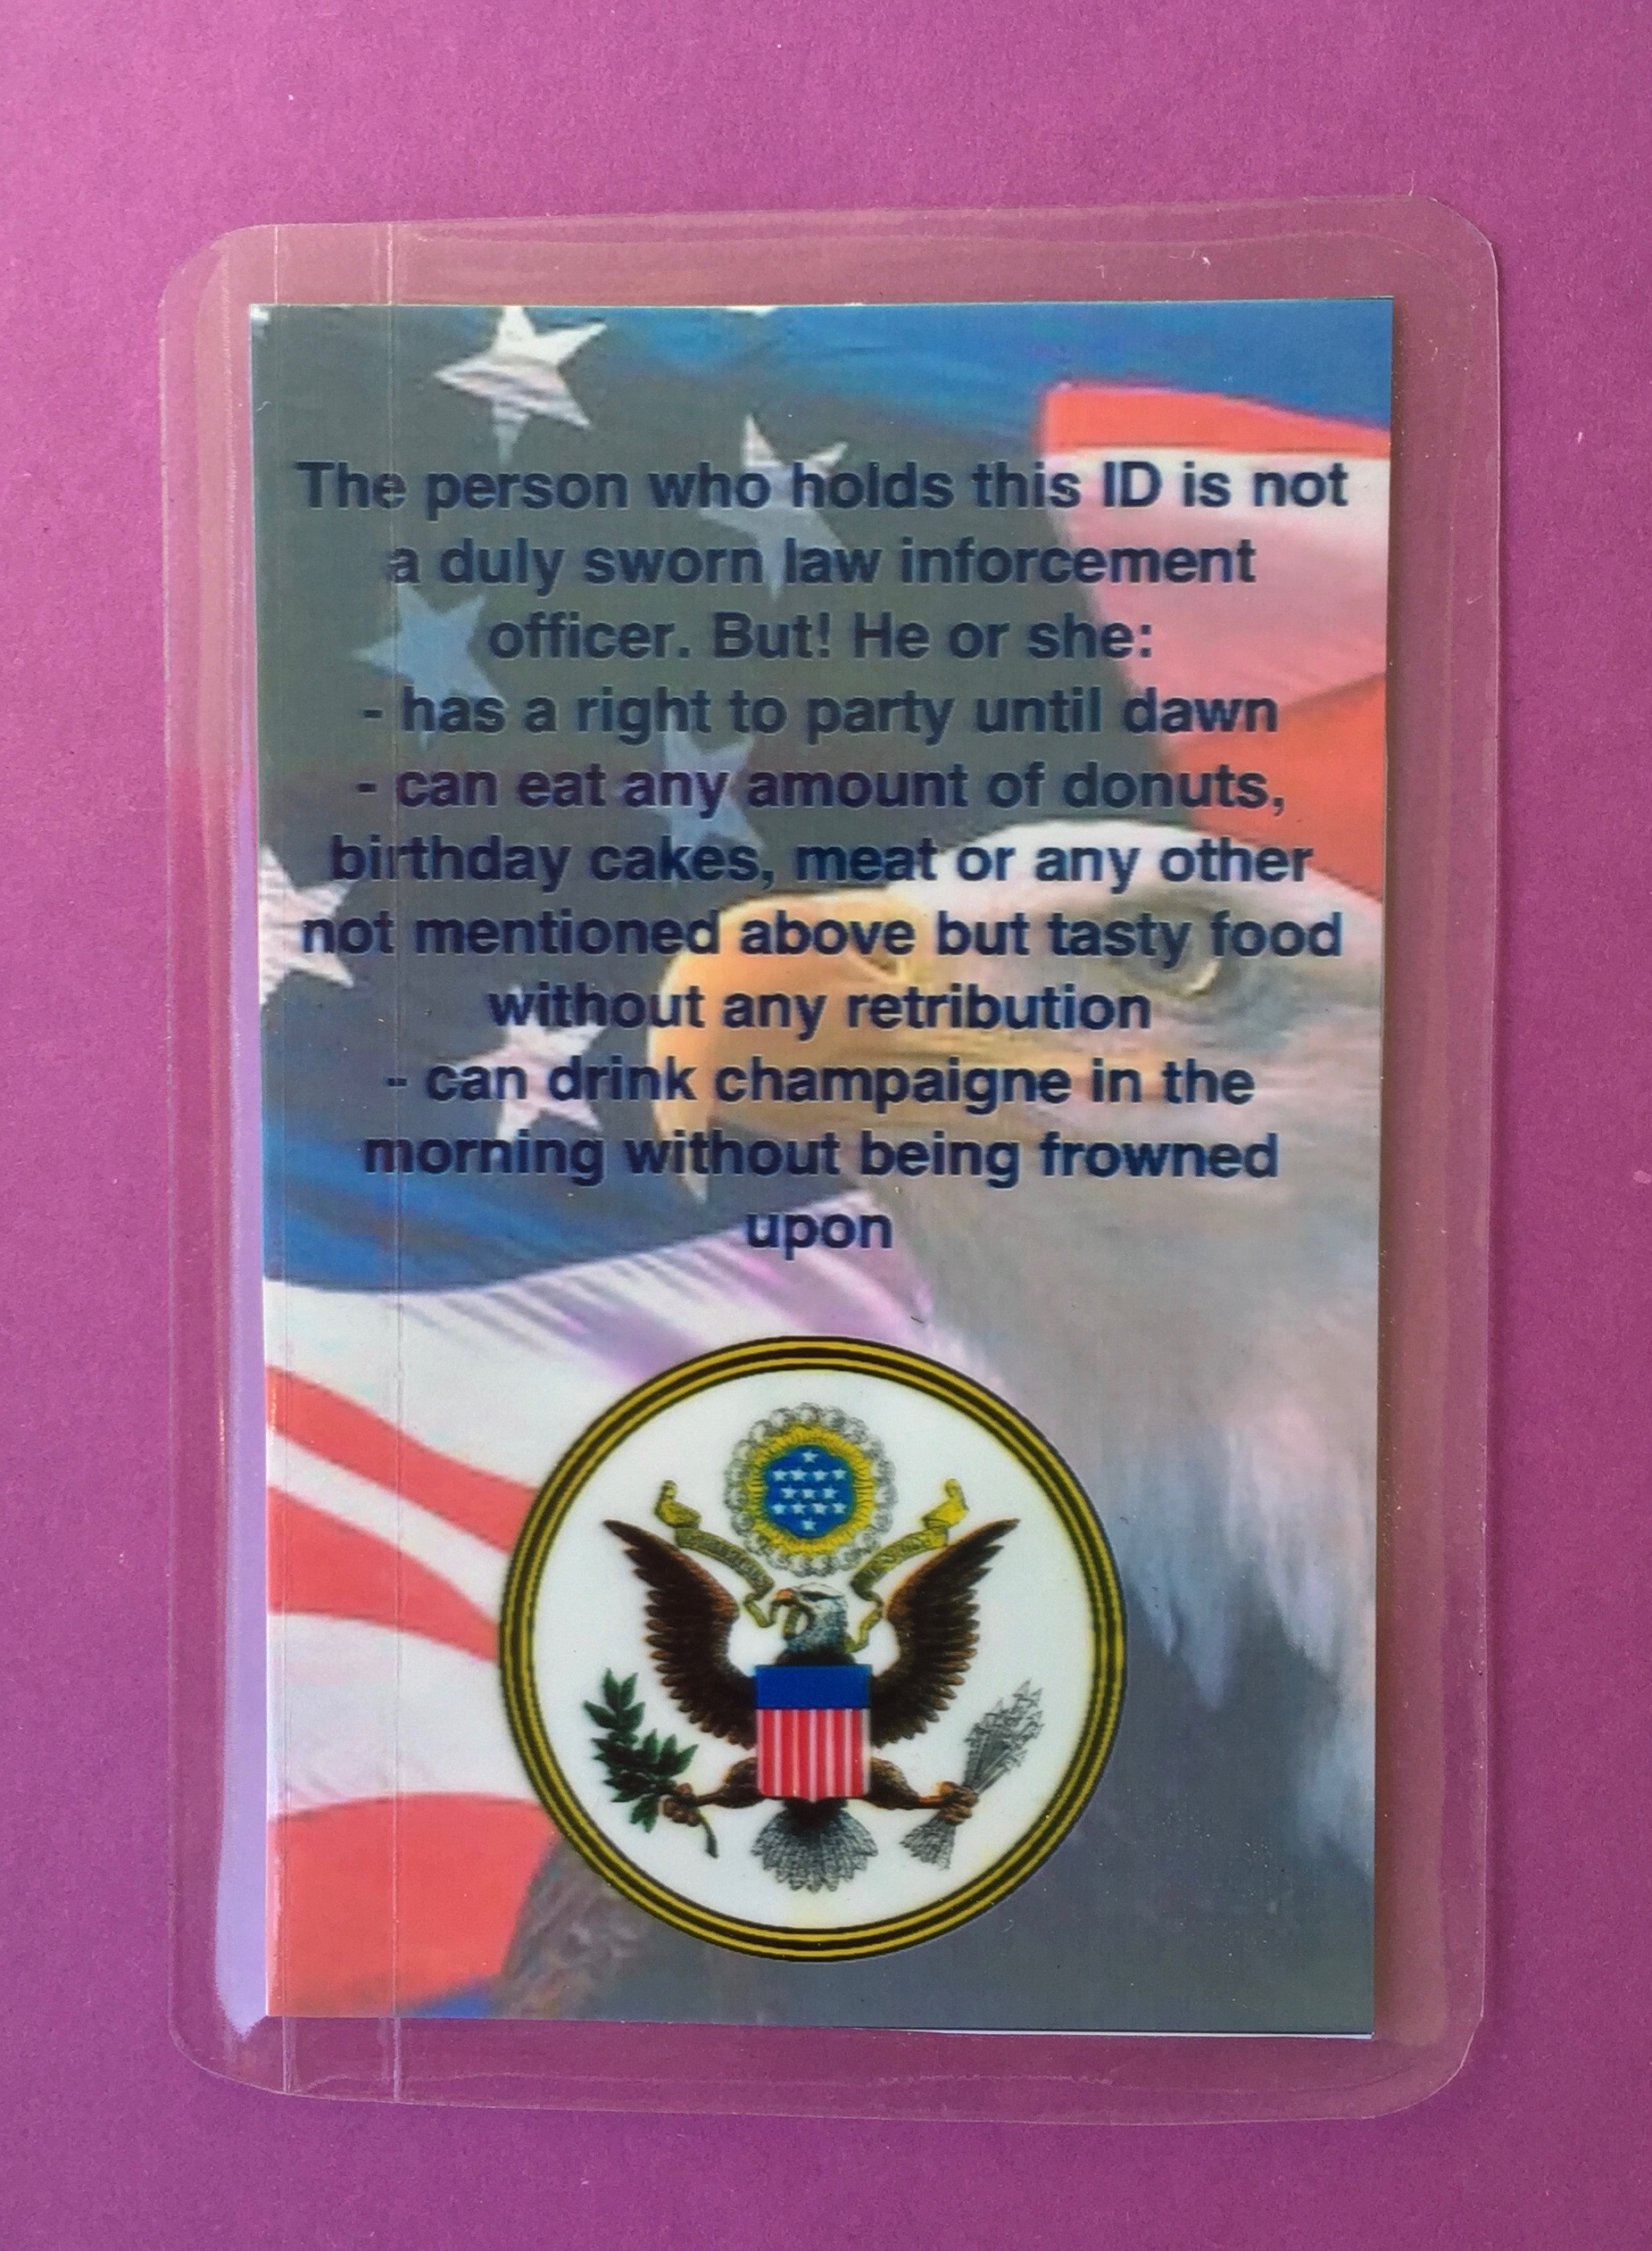 The person who holds this ID is not
a duly sworn law inforcement
officer. But! He or she:
- has a right to party until dawn
- can eat any amount of donuts,
birthday cakes, meat or any other
not mentioned above but tasty food
without any retribution
- can drink champaigne in the
morning without being frowned
upon